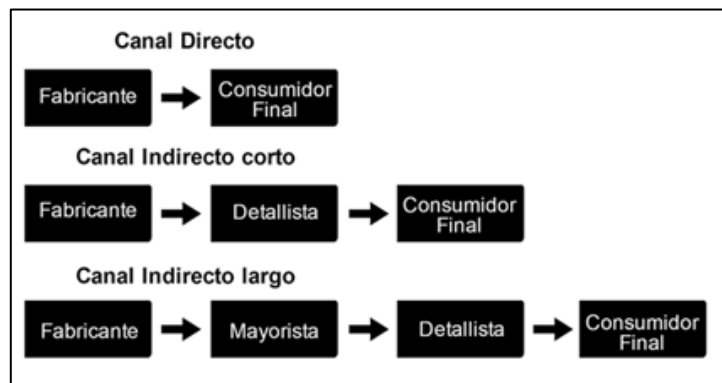 Canal Directo
Fabricante
Consumidor
Final
Canal Indirecto corto
Fabricante
Detallista
Consumidor
Final
Canal Indirecto largo
Fabricante
Mayorista
Detallista
Consumidor
Final